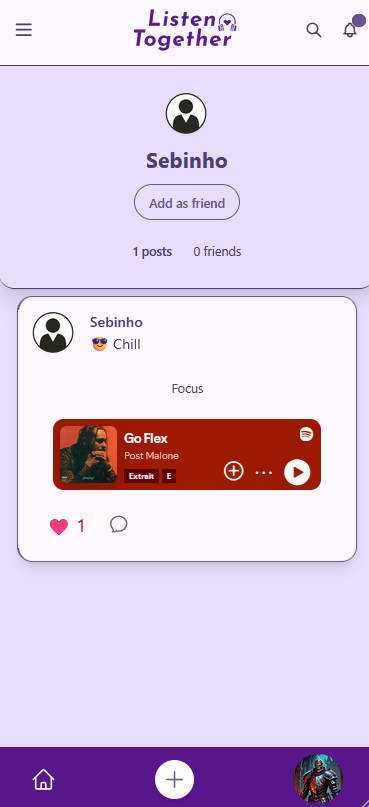 Listen
Together
Sebinho
Add as friend
1 posts
0 friends
Sebinho
😎 Chill
Focus
Go Flex
Post Malone
Extrait E
1